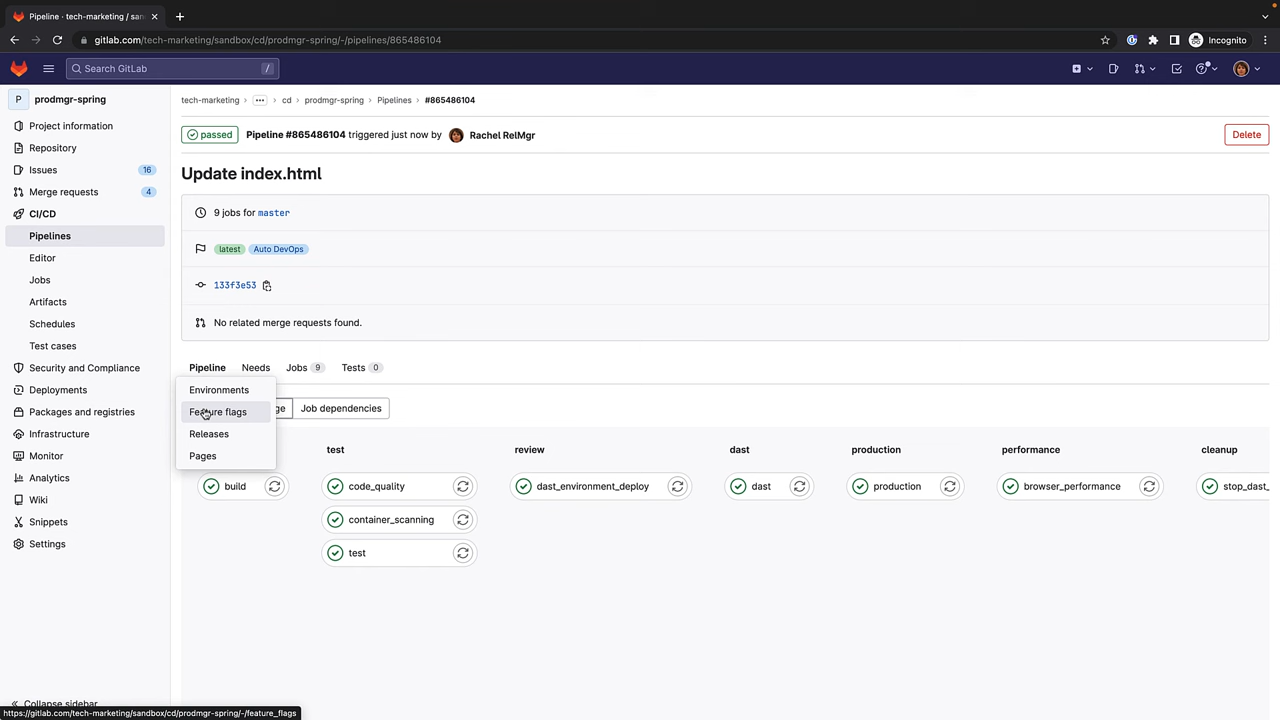 Pipeline · tech-marketing / san
gitlab.com/tech-marketing/sandbox/cd/prodmgr-spring/-/pipelines/865486104
Incognito
Search GitLab
/
P
prodmgr-spring
Project information
Repository
Issues
16
Merge requests
4
CI/CD
Pipelines
Editor
Jobs
Artifacts
Schedules
Test cases
Security and Compliance
Deployments
Packages and registries
Infrastructure
Monitor
Analytics
Wiki
Snippets
Settings
Collapse sidebar
tech-marketing › ... › cd › prodmgr-spring › Pipelines › #865486104
passed Pipeline #865486104 triggered just now by Rachel RelMgr
Delete
Update index.html
9 jobs for master
latest Auto DevOps
133f3e53
No related merge requests found.
Pipeline Needs Jobs 9 Tests 0
Environments
Feature flags
Releases
Pages
Job dependencies
test review dast production performance cleanup
build code_quality dast_environment_deploy dast production browser_performance stop_dast_
container_scanning
test
https://gitlab.com/tech-marketing/sandbox/cd/prodmgr-spring/-/feature_flags